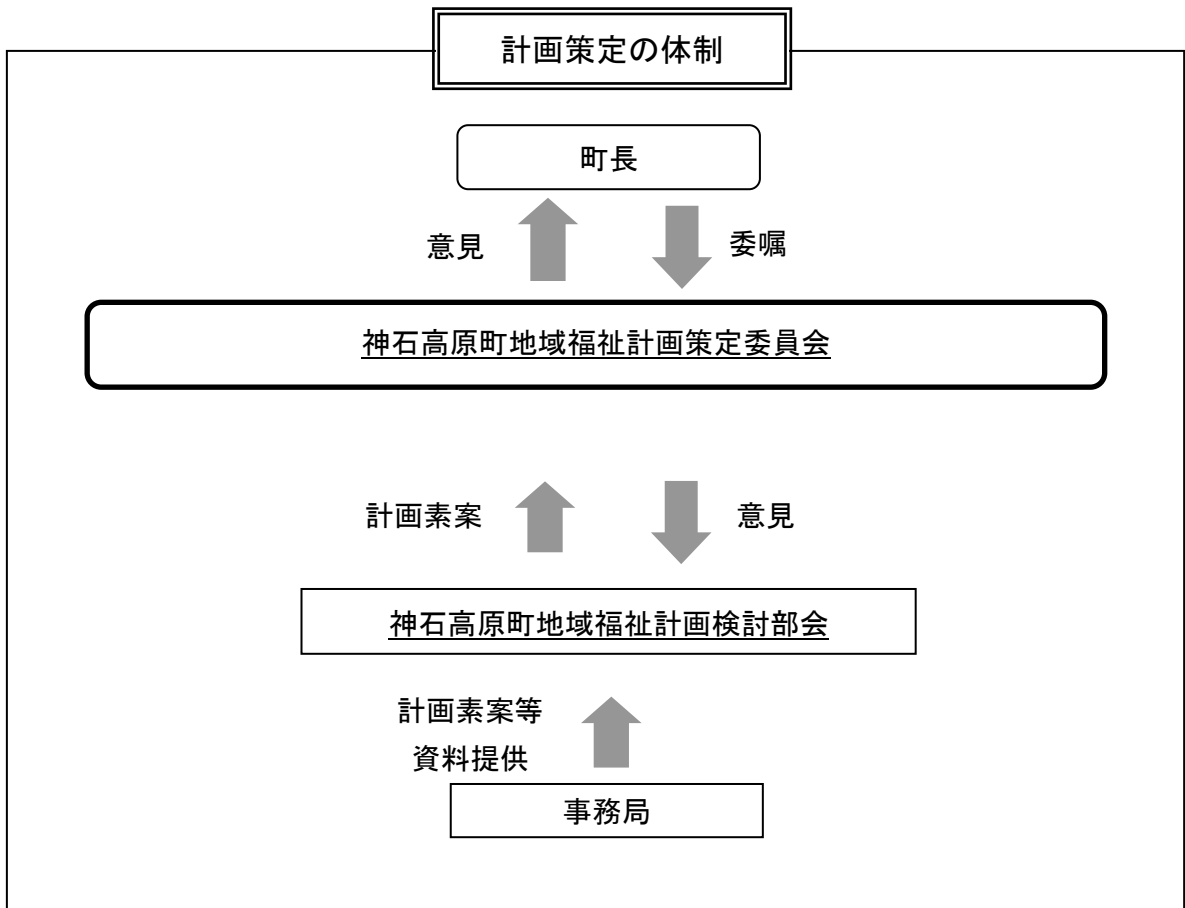 計画策定の体制
町長
意見
委嘱
神石高原町地域福祉計画策定委員会
計画素案
意見
神石高原町地域福祉計画検討部会
計画素案等
資料提供
事務局